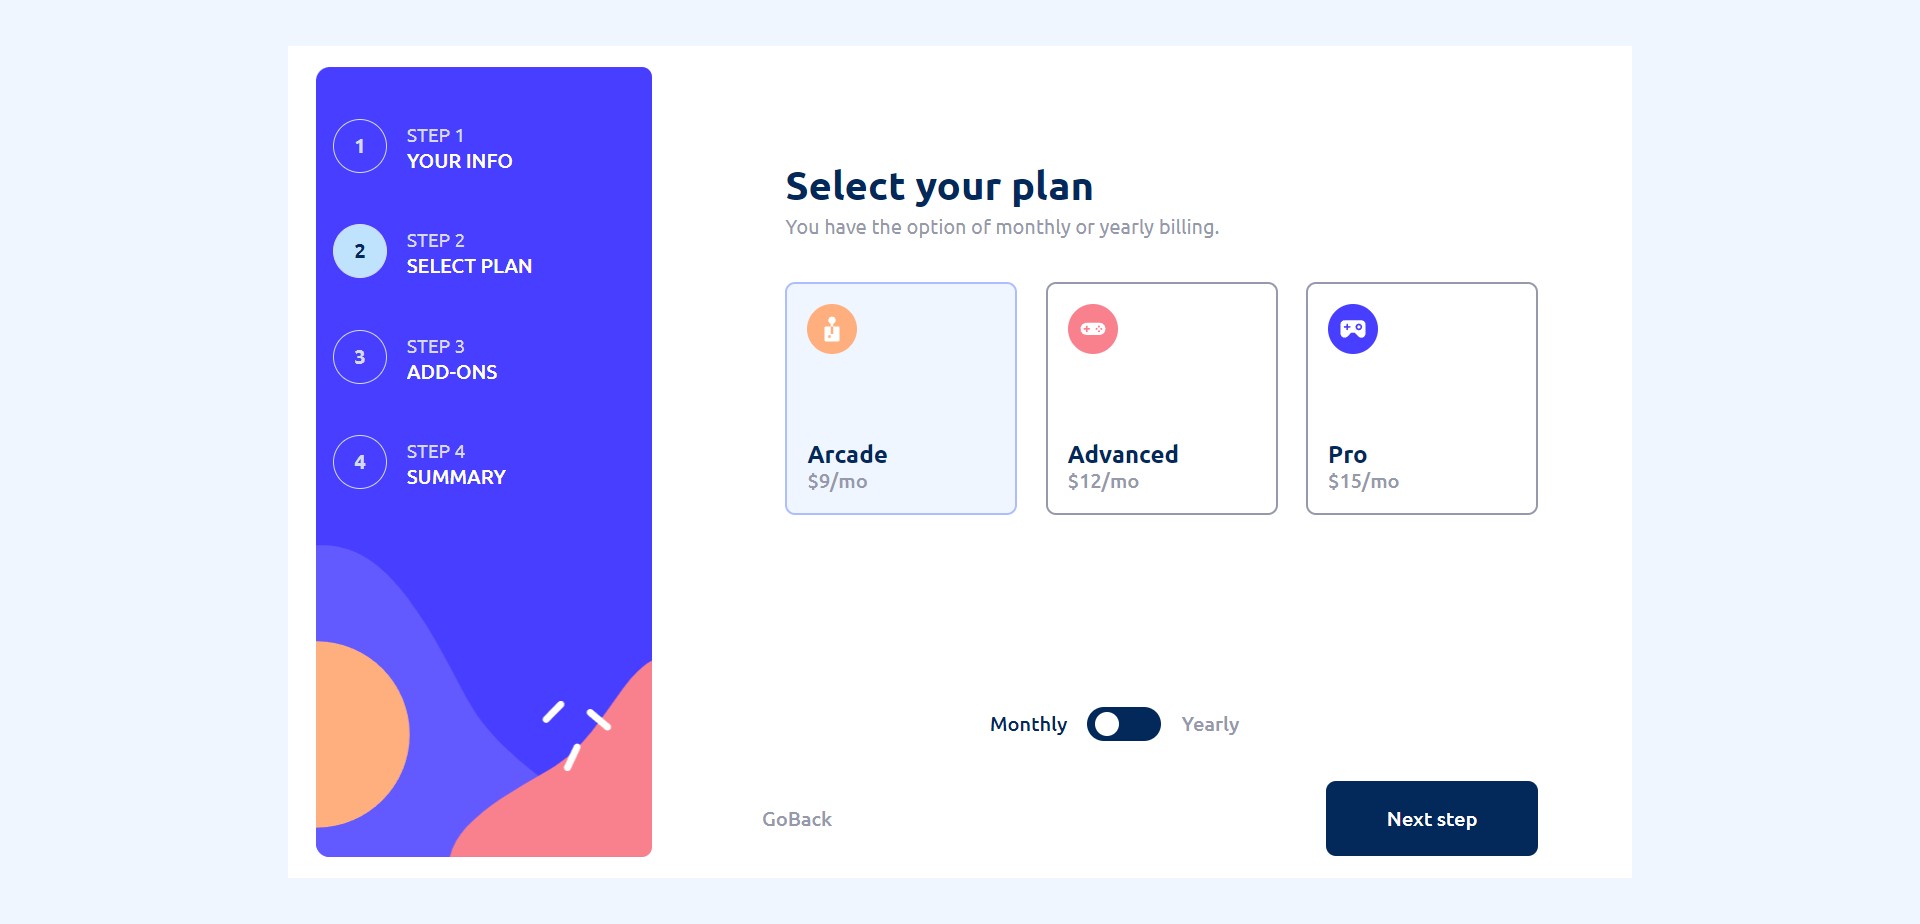 1
STEP 1
YOUR INFO
2
STEP 2
SELECT PLAN
3
STEP 3
ADD-ONS
4
STEP 4
SUMMARY
Select your plan
You have the option of monthly or yearly billing.
Arcade
$9/mo
Advanced
$12/mo
Pro
$15/mo
Monthly
Yearly
GoBack
Next step